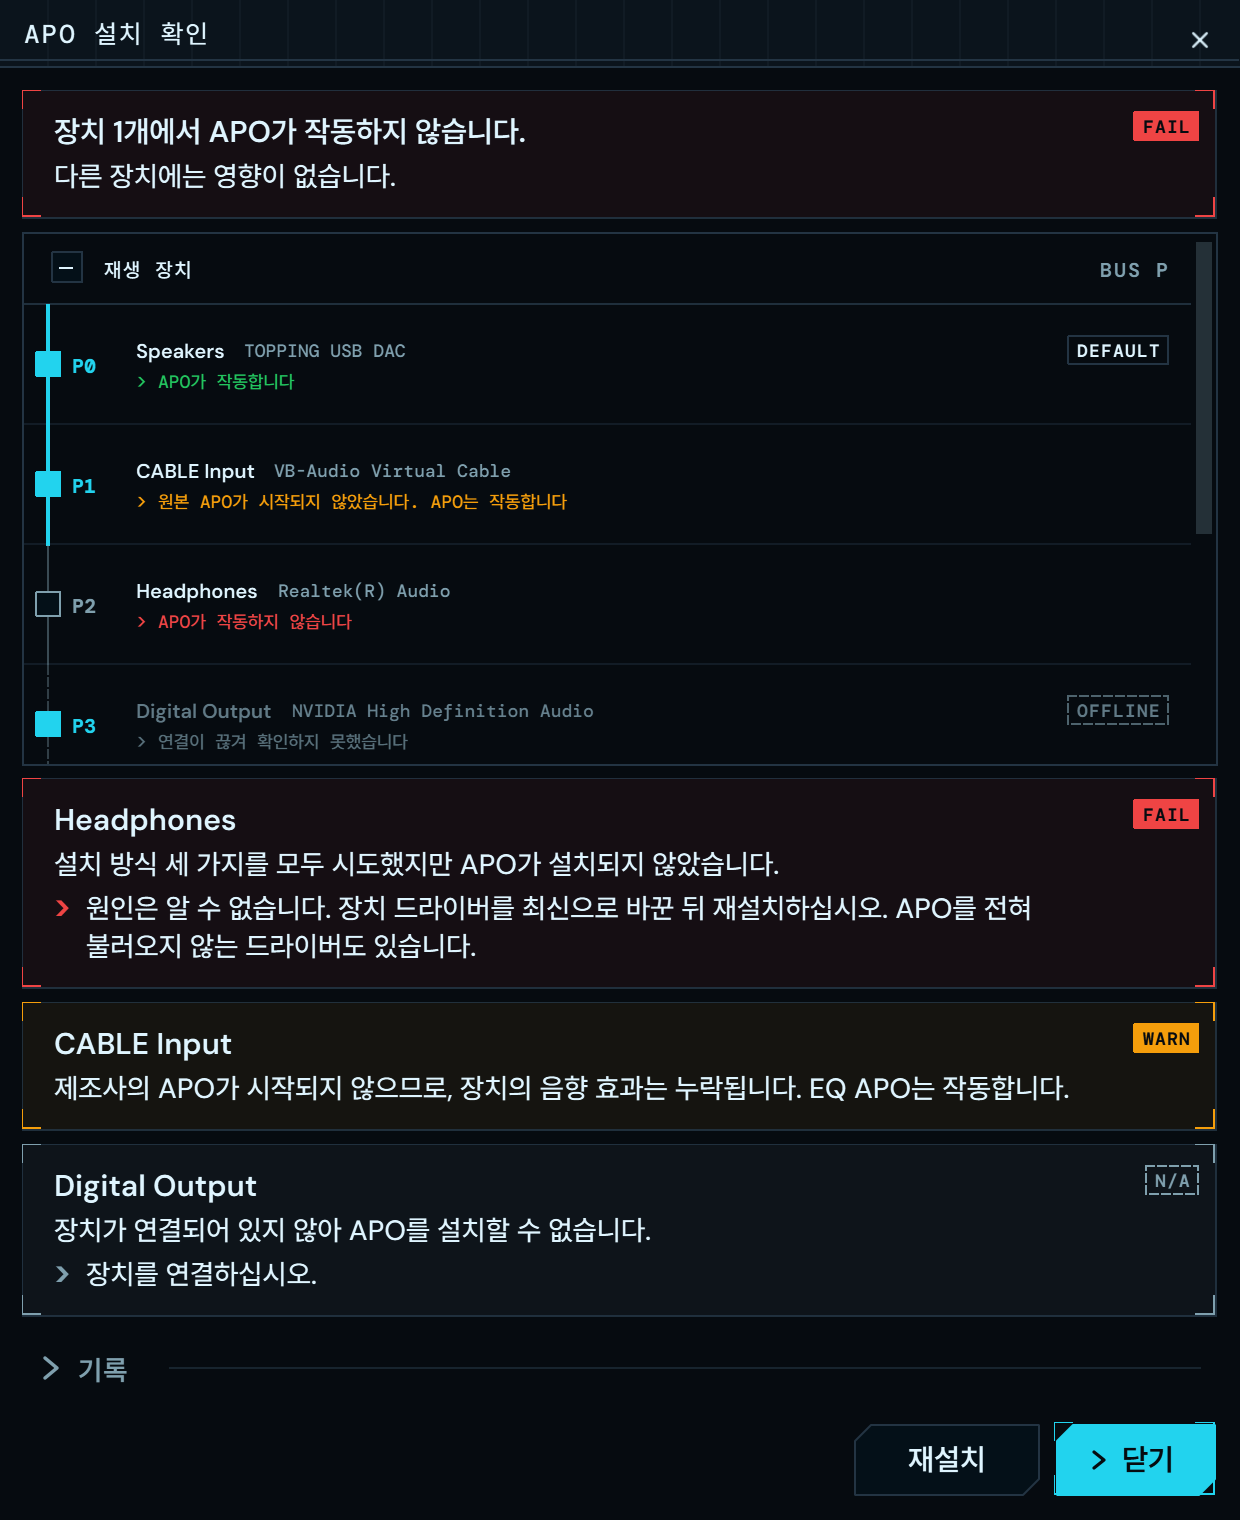 APO 설치 확인
장치 1개에서 APO가 작동하지 않습니다.
FAIL
다른 장치에는 영향이 없습니다.
재생 장치
BUS P
P0
Speakers TOPPING USB DAC
DEFAULT
> APO가 작동합니다
P1
CABLE Input VB-Audio Virtual Cable
> 원본 APO가 시작되지 않았습니다. APO는 작동합니다
P2
Headphones Realtek(R) Audio
> APO가 작동하지 않습니다
P3
Digital Output NVIDIA High Definition Audio
OFFLINE
> 연결이 끊겨 확인하지 못했습니다
Headphones
FAIL
설치 방식 세 가지를 모두 시도했지만 APO가 설치되지 않았습니다.
> 원인은 알 수 없습니다. 장치 드라이버를 최신으로 바꾼 뒤 재설치하십시오. APO를 전혀
불러오지 않는 드라이버도 있습니다.
CABLE Input
WARN
제조사의 APO가 시작되지 않으므로, 장치의 음향 효과는 누락됩니다. EQ APO는 작동합니다.
Digital Output
N/A
장치가 연결되어 있지 않아 APO를 설치할 수 없습니다.
> 장치를 연결하십시오.
> 기록
재설치
> 닫기